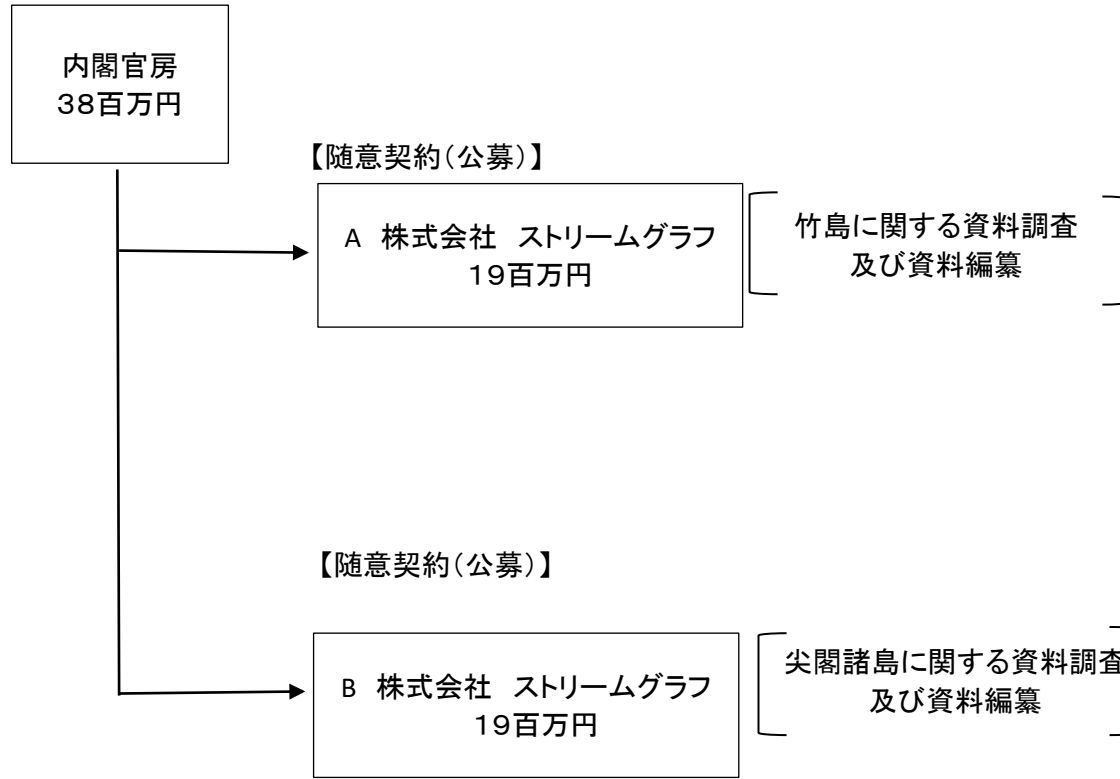 内閣官房
38百万円
【随意契約(公募)】
A 株式会社 ストリームグラフ
19百万円
竹島に関する資料調査
及び資料編纂
【随意契約(公募)】
B 株式会社 ストリームグラフ
19百万円
尖閣諸島に関する資料調査
及び資料編纂